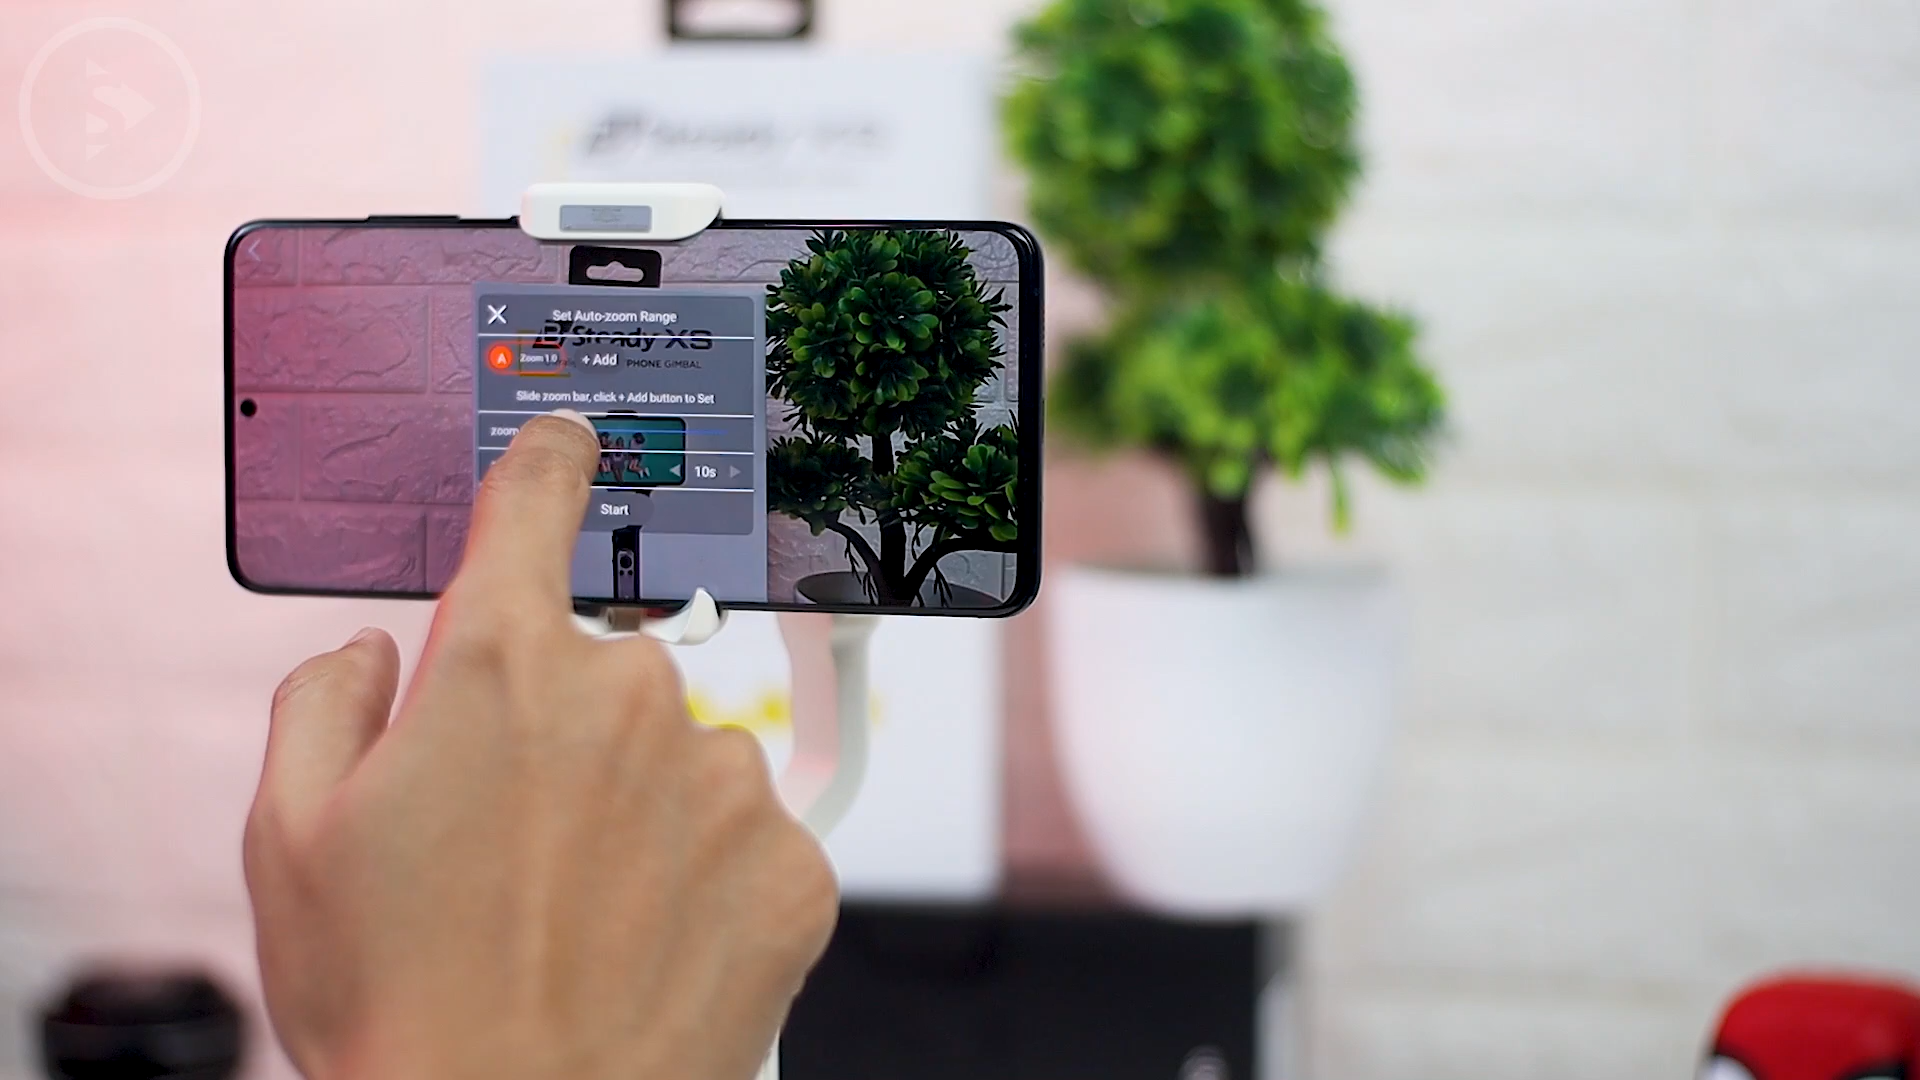 Set Auto-zoom Range
iSteady XS
A Zoom 1.0 + Add
PHONE GIMBAL
Slide zoom bar, click + Add button to Set
zoom
10s
Start